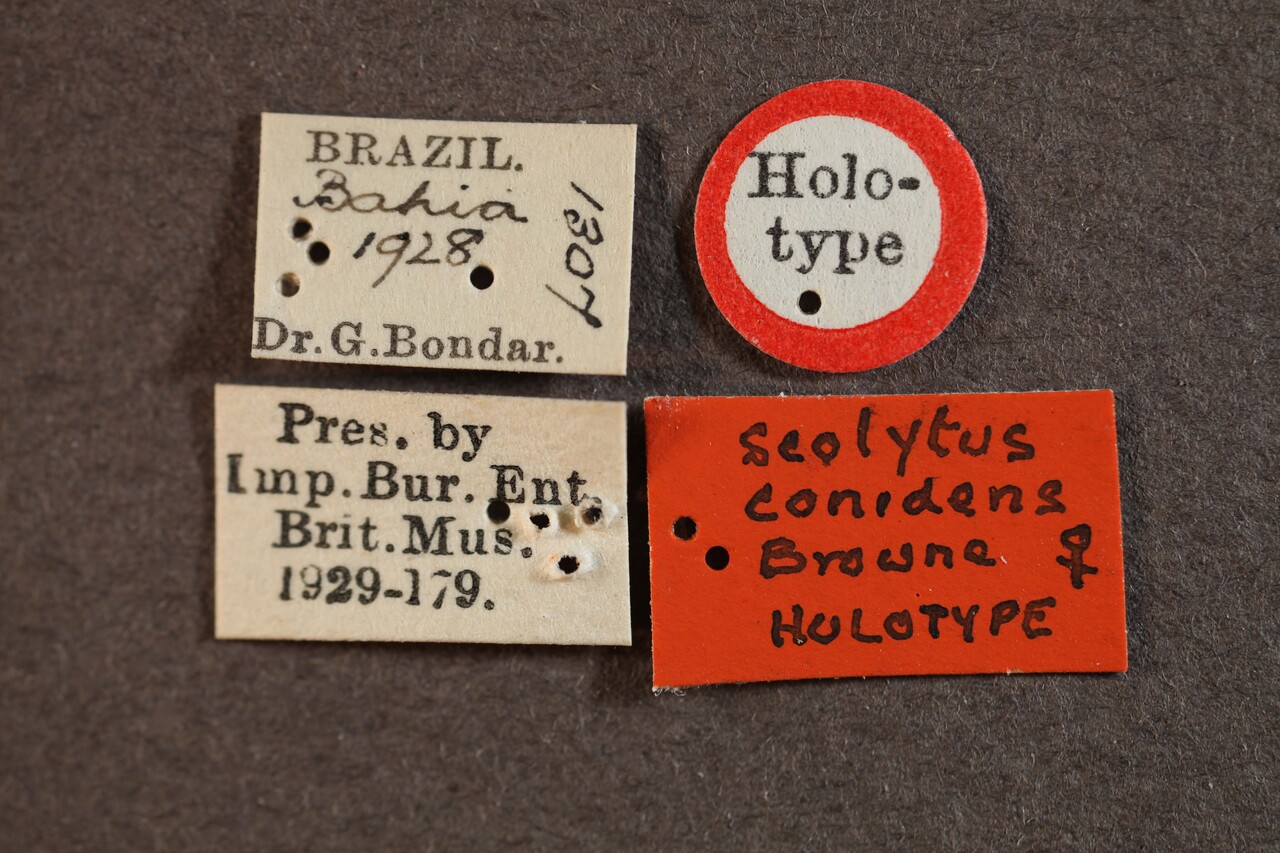 BRAZIL.
Bahia
1928
Dr.G.Bondar.
1307
Holo-
type
Pres. by
Imp. Bur. Ent.
Brit. Mus.
1929-179.
Scolytus
conidens
Browne ♀
HOLOTYPE